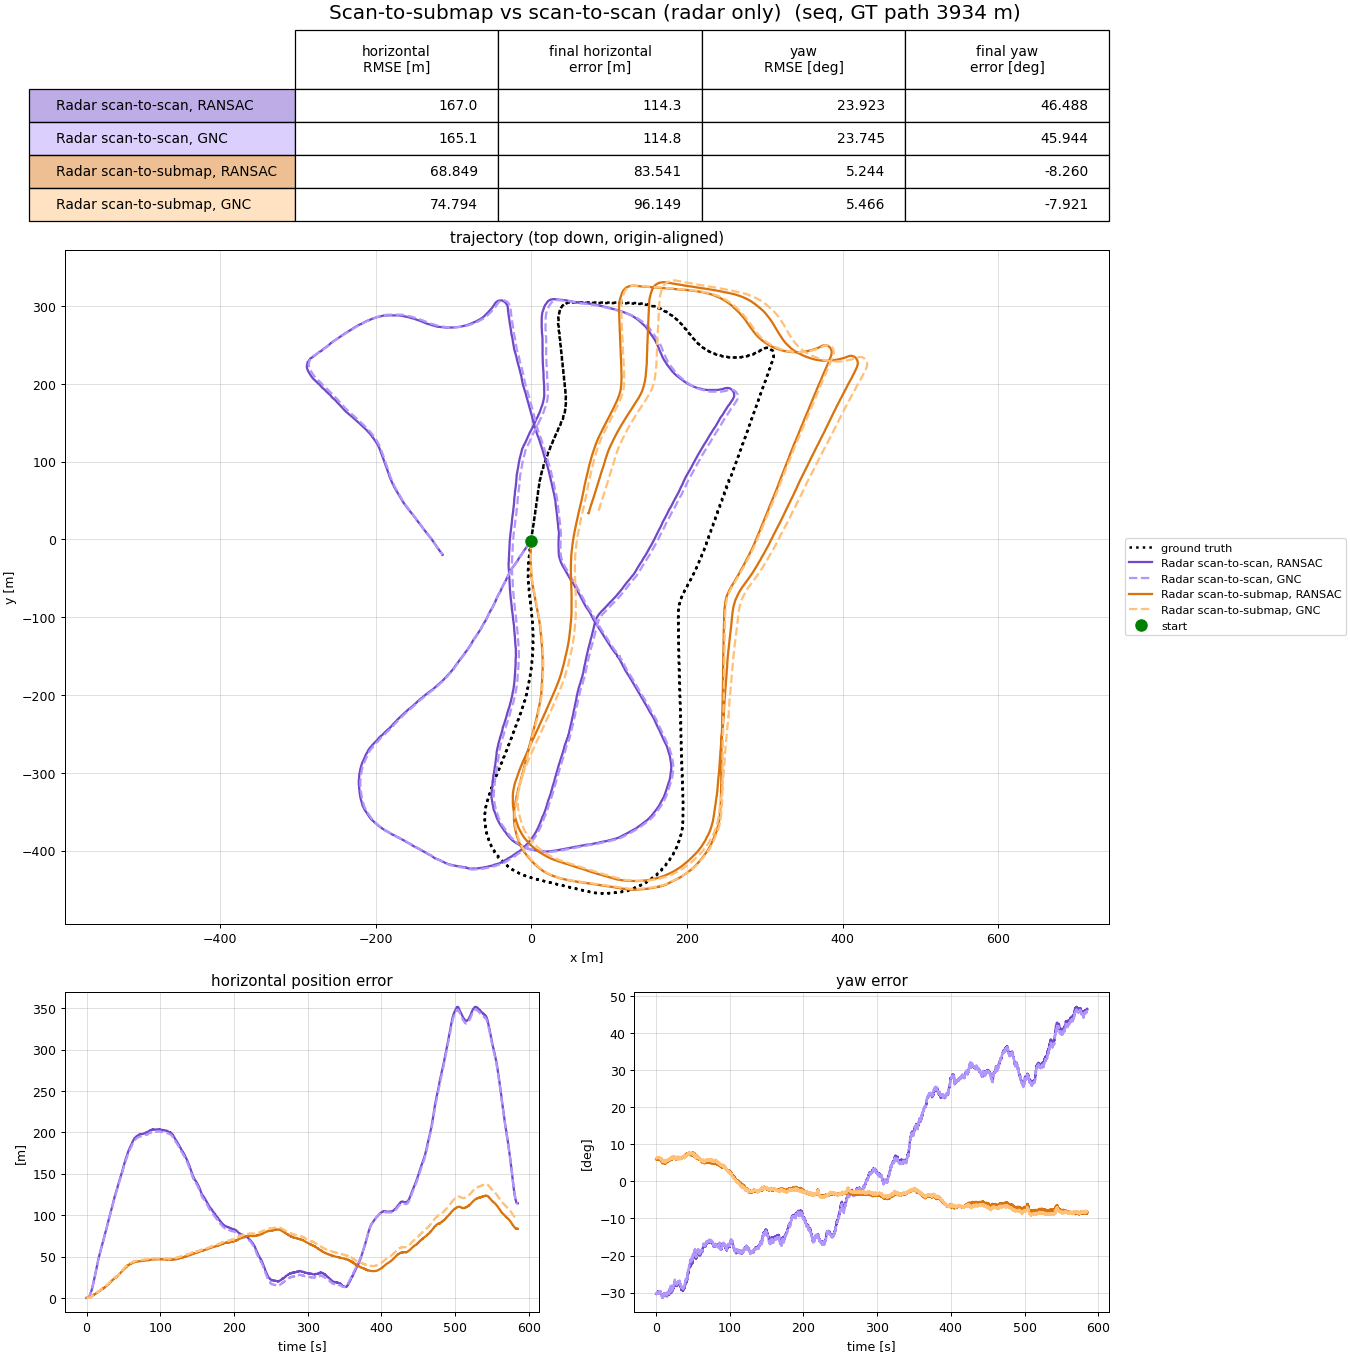 Scan-to-submap vs scan-to-scan (radar only)  (seq, GT path 3934 m)
horizontal RMSE [m] final horizontal error [m] yaw RMSE [deg] final yaw error [deg]
Radar scan-to-scan, RANSAC 167.0 114.3 23.923 46.488
Radar scan-to-scan, GNC 165.1 114.8 23.745 45.944
Radar scan-to-submap, RANSAC 68.849 83.541 5.244 -8.260
Radar scan-to-submap, GNC 74.794 96.149 5.466 -7.921
trajectory (top down, origin-aligned)
300
200
100
0
−100
−200
−300
−400
y [m]
−400 −200 0 200 400 600
x [m]
ground truth
Radar scan-to-scan, RANSAC
Radar scan-to-scan, GNC
Radar scan-to-submap, RANSAC
Radar scan-to-submap, GNC
start
horizontal position error
350
300
250
200
150
100
50
0
[m]
0 100 200 300 400 500 600
time [s]
yaw error
50
40
30
20
10
0
−10
−20
−30
[deg]
0 100 200 300 400 500 600
time [s]